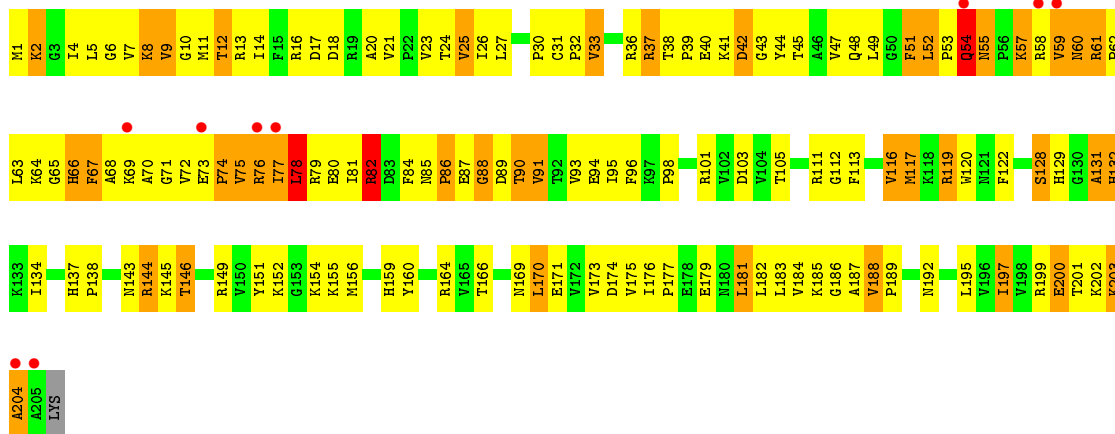 M1 K2 G3 I4 L5 G6 V7 K8 V9 G10 M11 T12 R13 I14 F15 R16 D17 D18 R19 A20 V21 P22 V23 T24 V25 I26 L27 P30 C31 P32 V33 R36 R37 T38 P39 E40 K41 D42 G43 Y44 T45 A46 V47 Q48 L49 G50 F51 L52 P53 Q54 N55 P56 K57 R58 V59 N60 R61
L63 K64 G65 H66 F67 A68 K69 A70 G71 V72 E73 P74 V75 R76 I77 L78 R79 E80 I81 R82 D83 F84 N85 P86 E87 G88 D89 T90 V91 T92 V93 E94 I95 F96 K97 P98 R101 V102 D103 V104 T105 R111 G112 F113 V116 M117 K118 R119 W120 N121 F122 S128 H129 G130 A131 H132
K133 I134 H137 P138 N143 R144 K145 T146 R149 V150 Y151 K152 G153 K154 K155 M156 H159 Y160 R164 V165 T166 N169 L170 E171 V172 V173 D174 V175 I176 P177 E178 E179 N180 L181 L182 L183 V184 K185 G186 A187 V188 P189 N192 L195 V196 I197 V198 R199 E200 T201 K202 K203
A204 A205 LYS